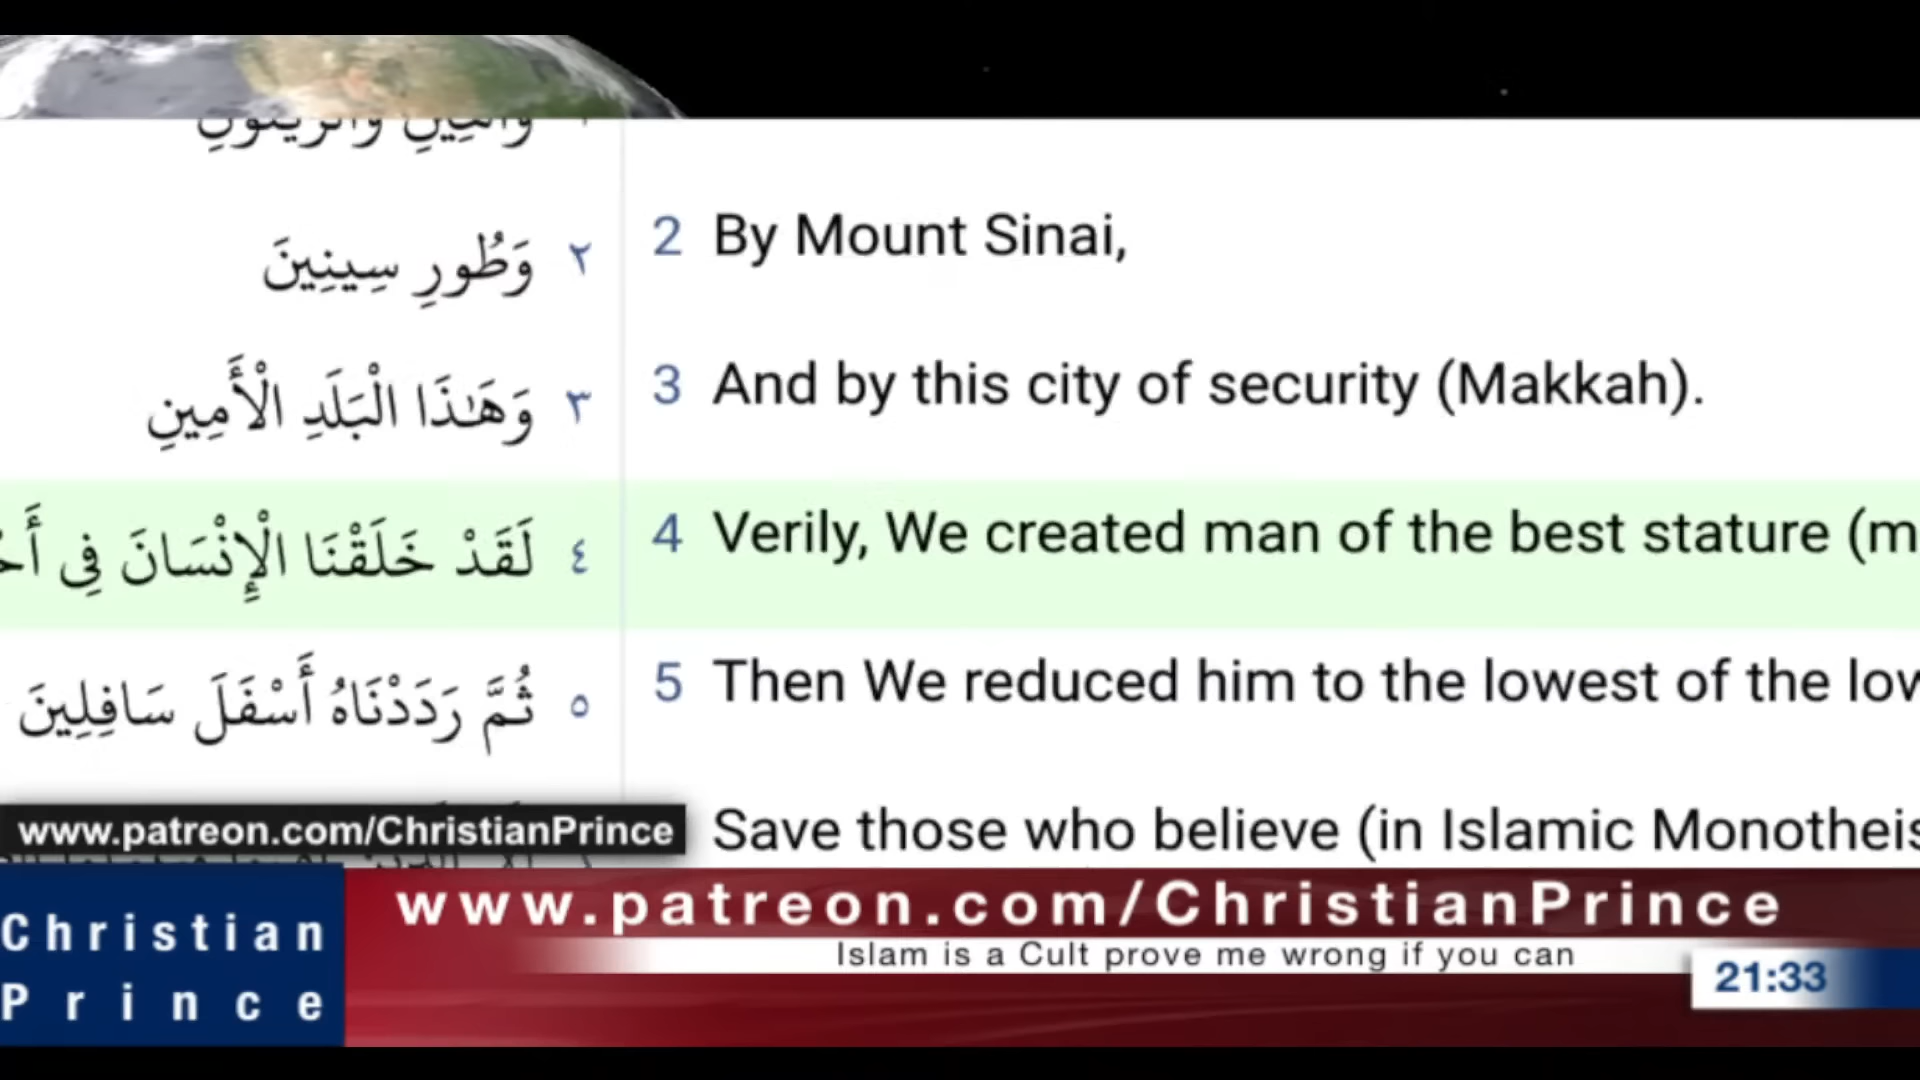 والتين والزيتون
2 By Mount Sinai,
وَطُورِ سِينِينَ ٢
3 And by this city of security (Makkah).
وَهَـٰذَا الْبَلَدِ الْأَمِينِ ٣
4 Verily, We created man of the best stature (m
لَقَدْ خَلَقْنَا الْإِنْسَانَ فِي ٤
5 Then We reduced him to the lowest of the
ثُمَّ رَدَدْنَاهُ أَسْفَلَ سَافِلِينَ ٥
Save those who believe (in Islamic
www.patreon.com/ChristianPrince
www.patreon.com/ChristianPrince
Christian
Prince
Islam is a Cult prove me wrong if you can
21:33